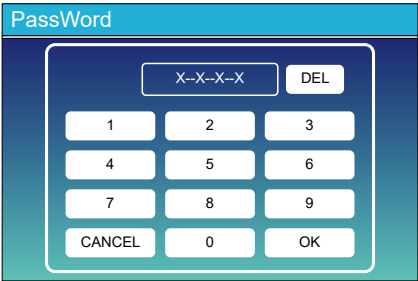 PassWord
X--X--X--X DEL
1 2 3
4 5 6
7 8 9
CANCEL 0 OK